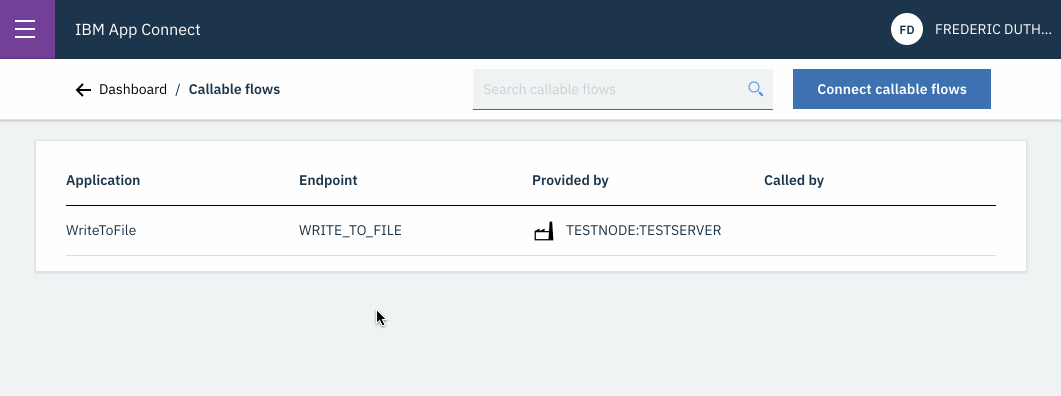 IBM App Connect
FD FREDERIC DUTH...
Dashboard / Callable flows
Search callable flows
Connect callable flows
Application Endpoint Provided by Called by
WriteToFile WRITE_TO_FILE TESTNODE:TESTSERVER